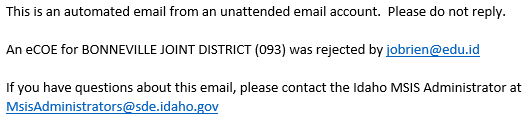 This is an automated email from an unattended email account.  Please do not reply.
An eCOE for BONNEVILLE JOINT DISTRICT (093) was rejected by jobrien@edu.id
If you have questions about this email, please contact the Idaho MSIS Administrator at
MsisAdministrators@sde.idaho.gov